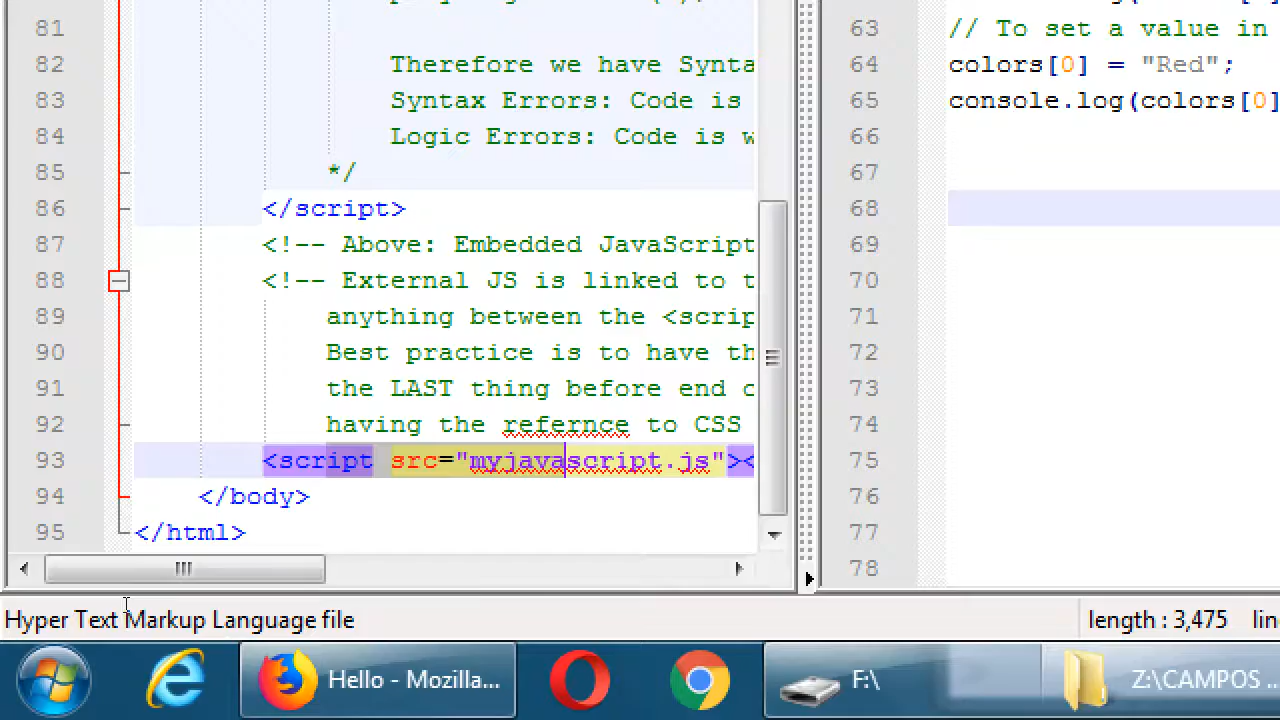 81
82 Therefore we have Synta
83 Syntax Errors: Code is
84 Logic Errors: Code is w
85 */
86 </script>
87 <!-- Above: Embedded JavaScript
88 <!-- External JS is linked to t
89 anything between the <scrip
90 Best practice is to have th
91 the LAST thing before end
92 having the refernce to CSS
93 <script src="myjavascript.js"><
94 </body>
95 </html>
63 // To set a value in
64 colors[0] = "Red";
65 console.log(colors[0]
66
67
68
69
70
71
72
73
74
75
76
77
78
Hyper Text Markup Language file
length : 3,475 lin
Hello - Mozilla...
F:\
Z:\CAMPOS ...